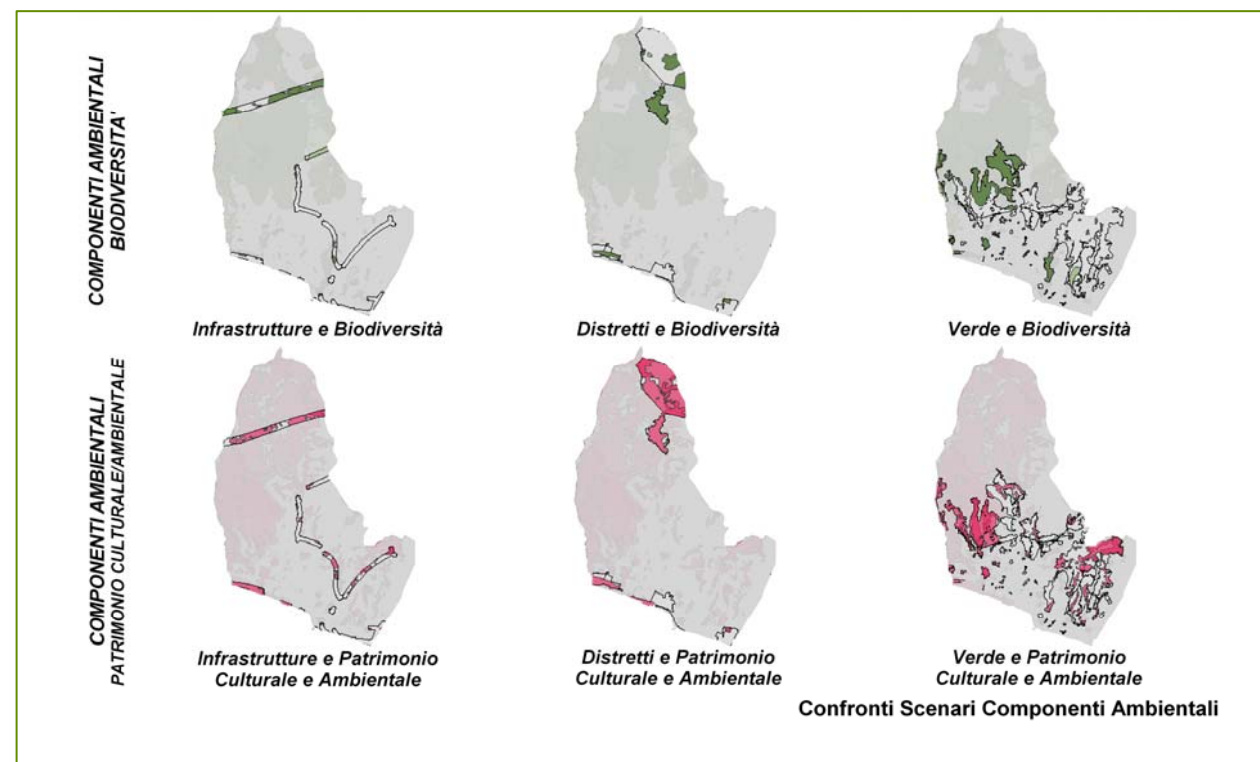 COMPONENTI AMBIENTALI
BIODIVERSITA'
Infrastrutture e Biodiversità
Distretti e Biodiversità
Verde e Biodiversità
COMPONENTI AMBIENTALI
PATRIMONIO CULTURALE/AMBIENTALE
Infrastrutture e Patrimonio
Culturale e Ambientale
Distretti e Patrimonio
Culturale e Ambientale
Verde e Patrimonio
Culturale e Ambientale
Confronti Scenari Componenti Ambientali